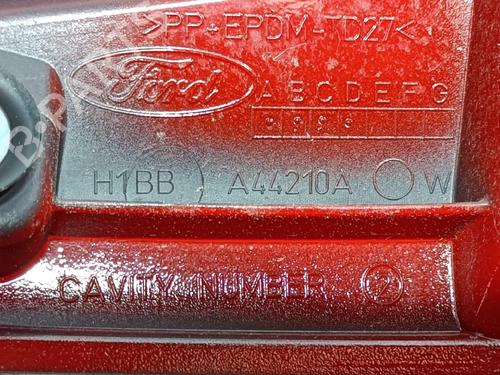 >PP+EPDM-TD27<
Ford
A B C D E F G
H1BB A44210A W
CAVITY NUMBER 2